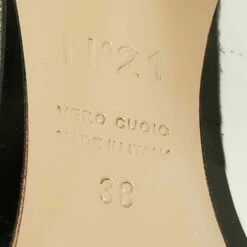 N°21
VERO CUOIO
MADE IN ITALY
38